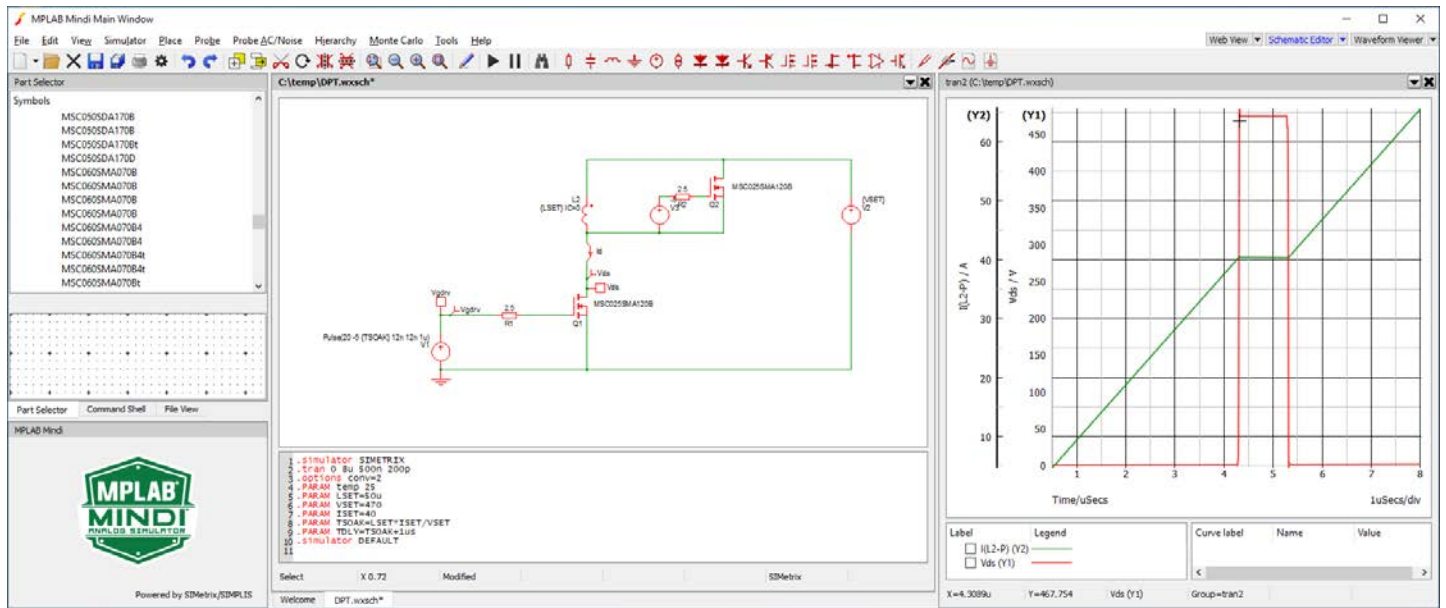 MPLAB Mindi Main Window
File Edit View Simulator Place Probe Probe AC/Noise Hierarchy Monte Carlo Tools Help
Web View Schematic Editor Waveform Viewer
Part Selector
Symbols
MSC050SDA170B
MSC050SDA170B
MSC050SDA170Bt
MSC050SDA170D
MSC060SMA070B
MSC060SMA070B
MSC060SMA070B
MSC060SMA070B
MSC060SMA070B4
MSC060SMA070B4
MSC060SMA070B4t
MSC060SMA070B4t
MSC060SMA070Bt
Part Selector Command Shell File View
MPLAB Mindi
MPLAB
MINDI
ANALOG SIMULATOR
Powered by SIMetrix/SIMPLIS
C:\temp\DPT.wxsch*
L2
{LSET} IC=0
2.5
R2
V3
Q2
MSC025SMA120B
{VSET}
V2
Id
Vds
Vds
MSC025SMA120B
Vgdrv
Vgdrv
2.5
R1
Q1
Pulse(20 -5 {TSOAK} 12n 12n 1u)
V1
1 .simulator SIMETRIX
2 .tran 0 8u 500n 200p
3 .options conv=2
4 .PARAM temp 25
5 .PARAM LSET=50u
6 .PARAM VSET=470
7 .PARAM ISET=40
8 .PARAM TSOAK=LSET*ISET/VSET
9 .PARAM TDLY=TSOAK+1us
10 .simulator DEFAULT
11
Select X 0.72 Modified SIMetrix
Welcome DPT.wxsch*
tran2 (C:\temp\DPT.wxsch)
(Y2) (Y1)
60
50
40
30
20
10
I(L2-P) / A
450
400
350
300
250
200
150
100
50
0
Vds / V
1 2 3 4 5 6 7 8
Time/uSecs 1uSecs/div
Label Legend
I(L2-P) (Y2)
Vds (Y1)
Curve label Name Value
X=4.3089u Y=467.754 Vds (Y1) Group=tran2